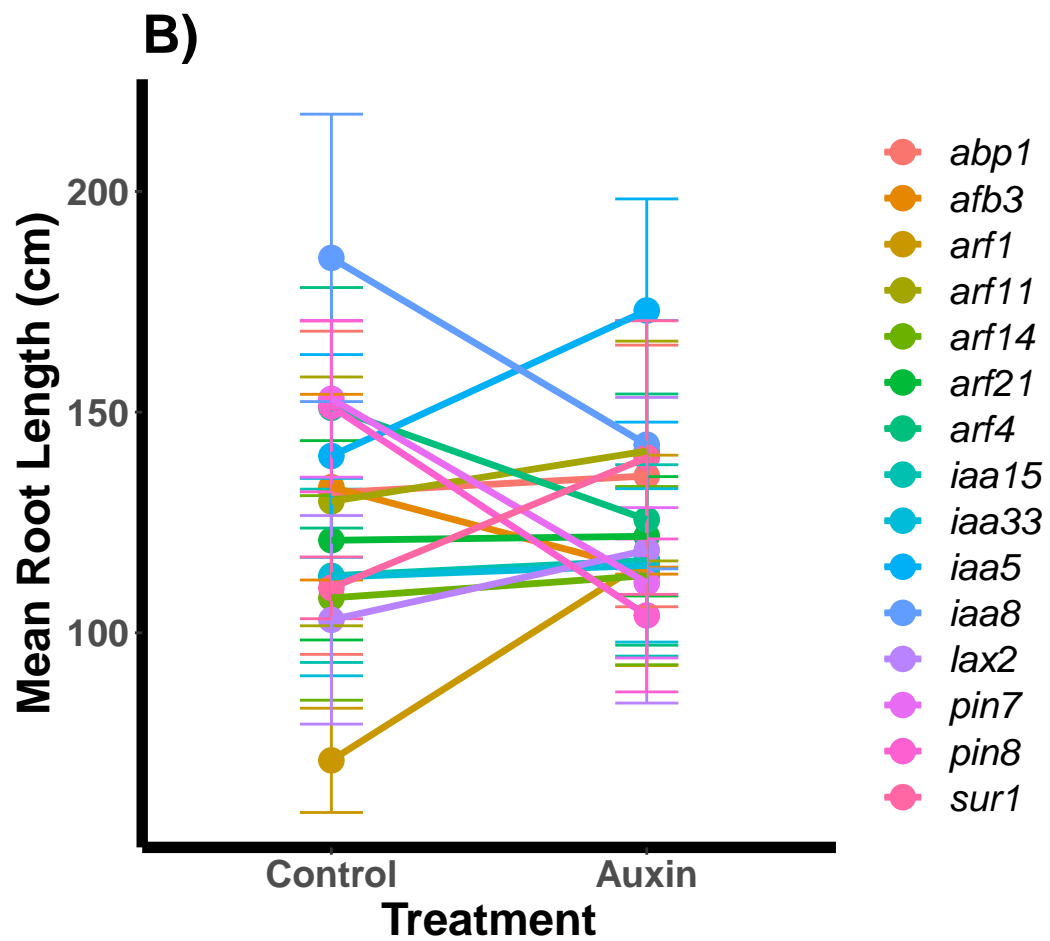 B)
Mean Root Length (cm)
200
150
100
Control
Auxin
Treatment
abp1
afb3
arf1
arf11
arf14
arf21
arf4
iaa15
iaa33
iaa5
iaa8
lax2
pin7
pin8
sur1